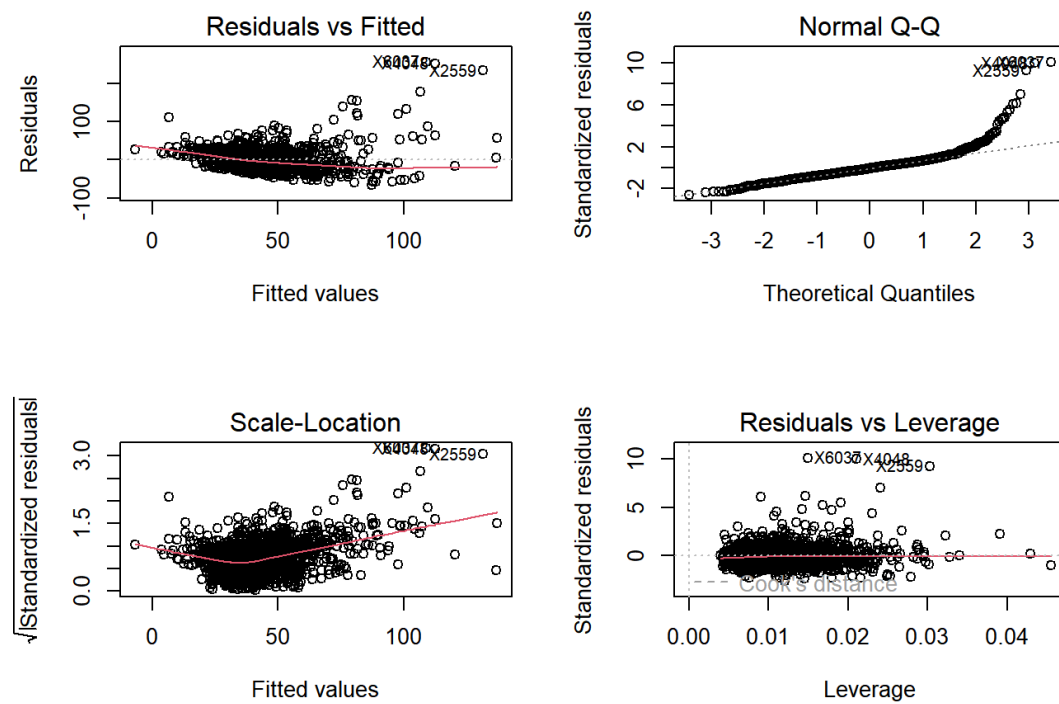 Residuals vs Fitted
Residuals
100
-100
X4048
X2559
0
50
100
Fitted values
Normal Q-Q
Standardized residuals
10
6
2
-2
X2559
-3
-2
-1
0
1
2
3
Theoretical Quantiles
Scale-Location
√|Standardized residuals|
3.0
1.5
0.0
X2559
0
50
100
Fitted values
Residuals vs Leverage
Standardized residuals
10
5
0
X6037
X4048
X2559
Cook's distance
0.00
0.01
0.02
0.03
0.04
Leverage